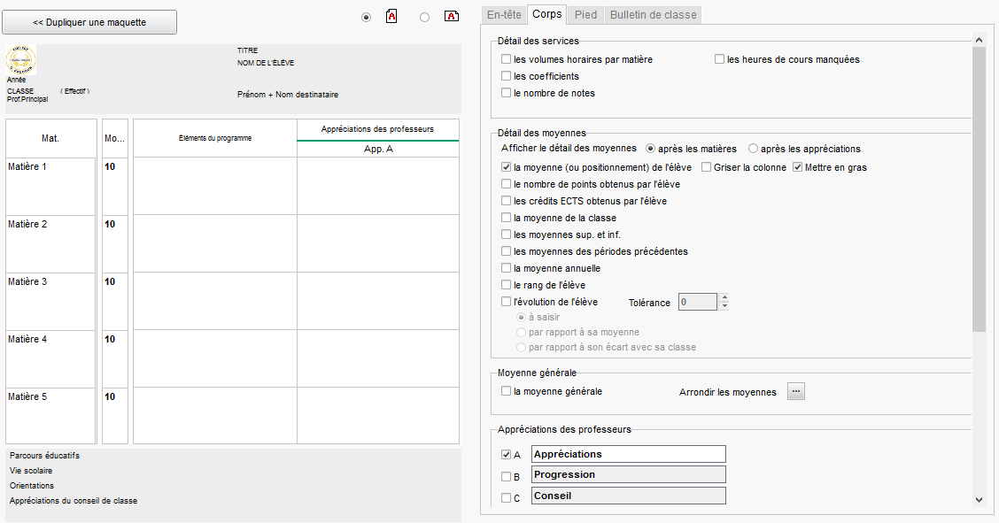 << Dupliquer une maquette
A
A
TITRE
NOM DE L'ÉLÈVE
Année
CLASSE ( Effectif )
Prof.Principal
Prénom + Nom destinataire
Mat.
Mo...
Éléments du programme
Appréciations des professeurs
App. A
Matière 1 10
Matière 2 10
Matière 3 10
Matière 4 10
Matière 5 10
Parcours éducatifs
Vie scolaire
Orientations
Appréciations du conseil de classe
En-tête Corps Pied Bulletin de classe
Détail des services
les volumes horaires par matière les heures de cours manquées
les coefficients
le nombre de notes
Détail des moyennes
Afficher le détail des moyennes après les matières après les appréciations
la moyenne (ou positionnement) de l'élève Griser la colonne Mettre en gras
le nombre de points obtenus par l'élève
les crédits ECTS obtenus par l'élève
la moyenne de la classe
les moyennes sup. et inf.
les moyennes des périodes précédentes
la moyenne annuelle
le rang de l'élève
l'évolution de l'élève Tolérance 0
à saisir
par rapport à sa moyenne
par rapport à son écart avec sa classe
Moyenne générale
la moyenne générale Arrondir les moyennes ...
Appréciations des professeurs
A Appréciations
B Progression
C Conseil